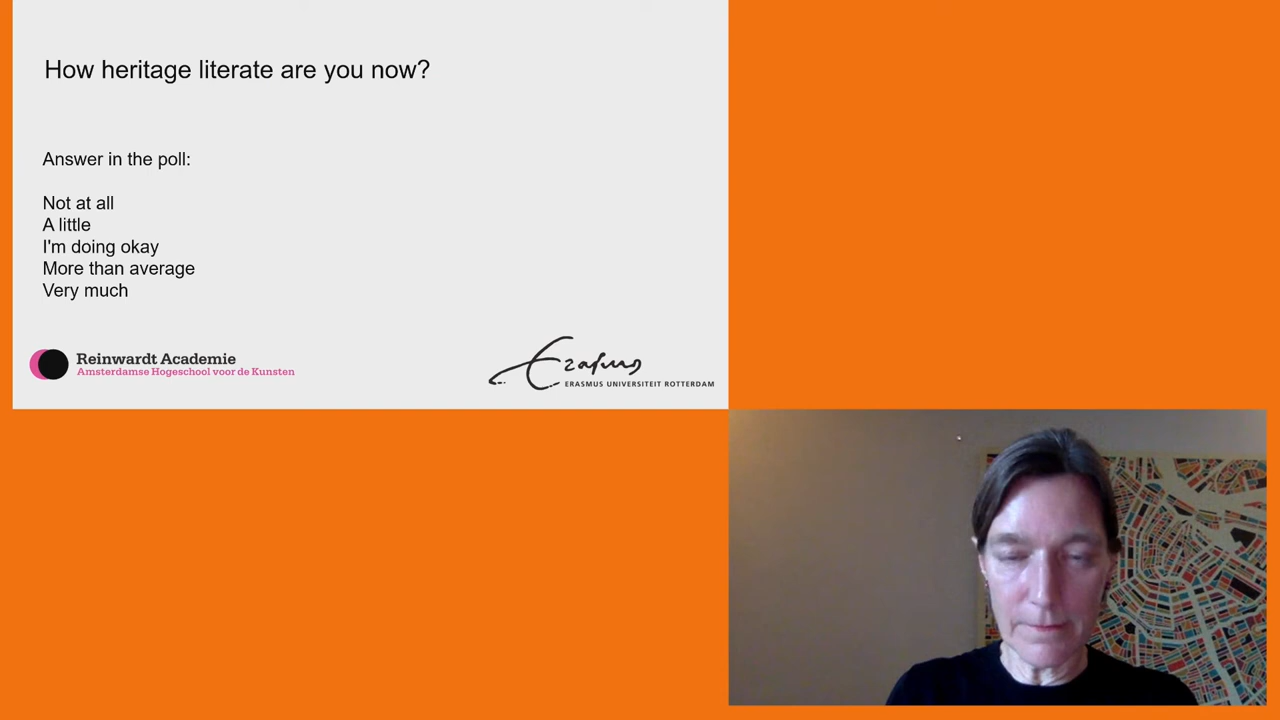 How heritage literate are you now?
Answer in the poll:
Not at all
A little
I'm doing okay
More than average
Very much
Reinwardt Academie
Amsterdamse Hogeschool voor de Kunsten
Erasmus
ERASMUS UNIVERSITEIT ROTTERDAM